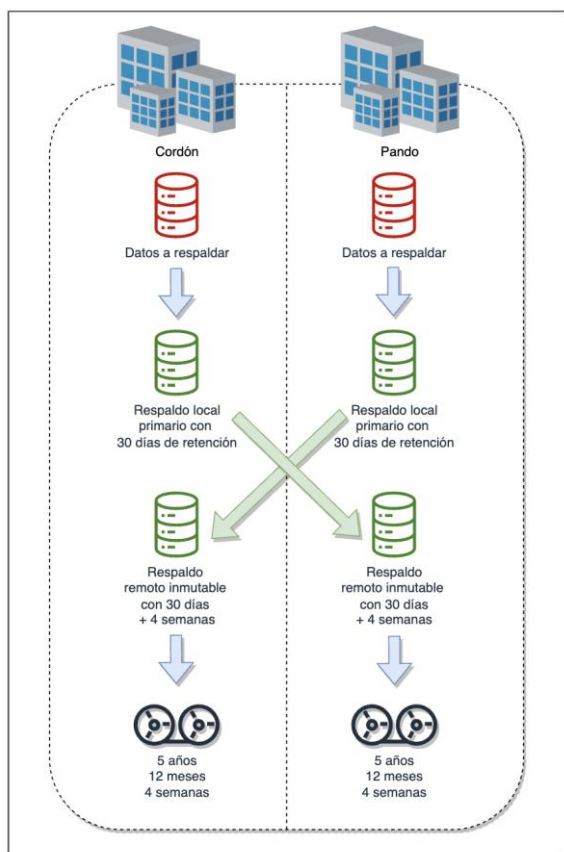 Cordón
Pando
Datos a respaldar
Datos a respaldar
Respaldo local
primario con
30 días de retención
Respaldo local
primario con
30 días de retención
Respaldo
remoto inmutable
con 30 días
+ 4 semanas
Respaldo
remoto inmutable
con 30 días
+ 4 semanas
5 años
12 meses
4 semanas
5 años
12 meses
4 semanas